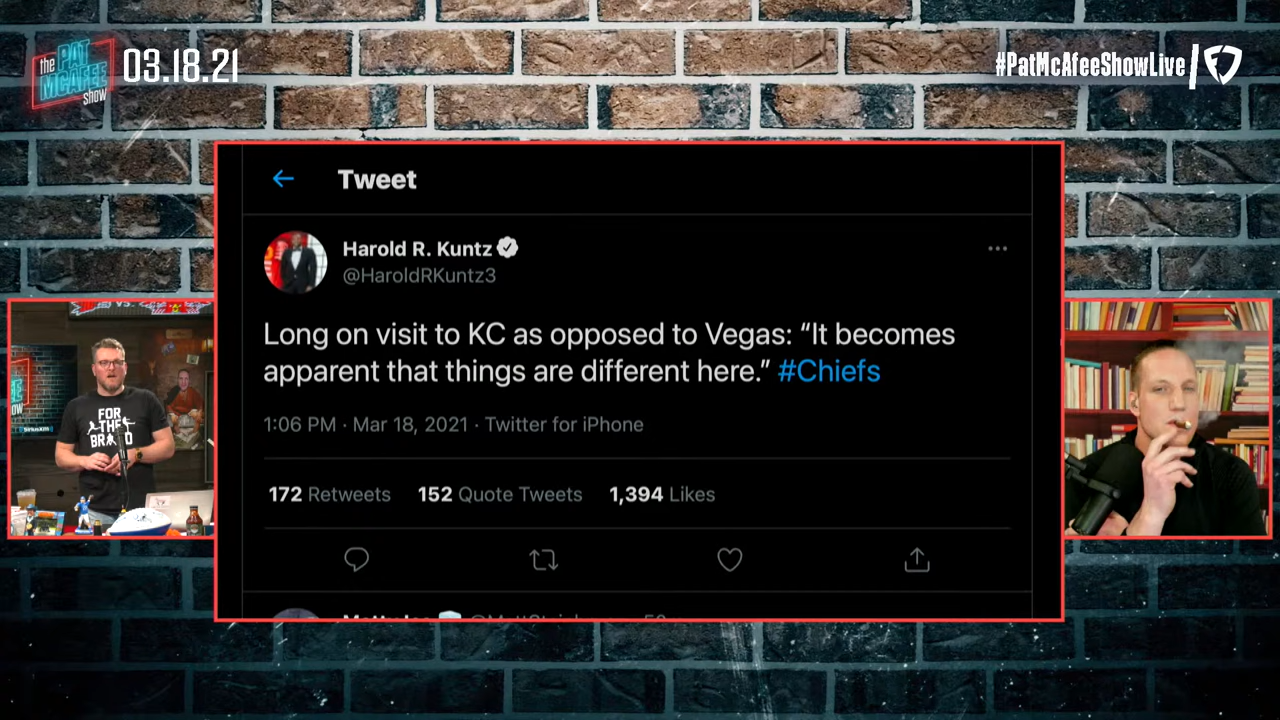 the
PAT
MCAFEE
show
03.18.21
#PatMcAfeeShowLive
Tweet
Harold R. Kuntz
@HaroldRKuntz3
Long on visit to KC as opposed to Vegas: “It becomes
apparent that things are different here.” #Chiefs
1:06 PM · Mar 18, 2021 · Twitter for iPhone
172 Retweets 152 Quote Tweets 1,394 Likes
VS.
SiriusXM
FOR
THE